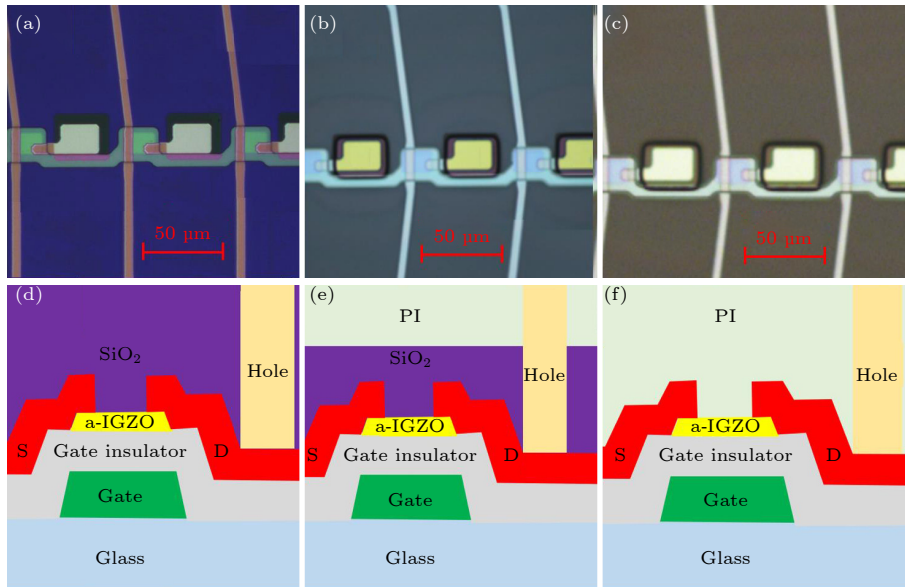 (a)
(b)
(c)
50 μm
50 μm
50 μm
(d)
(e)
(f)
SiO₂
Hole
a-IGZO
S
D
Gate insulator
Gate
Glass
PI
SiO₂
Hole
a-IGZO
S
D
Gate insulator
Gate
Glass
PI
Hole
a-IGZO
S
D
Gate insulator
Gate
Glass